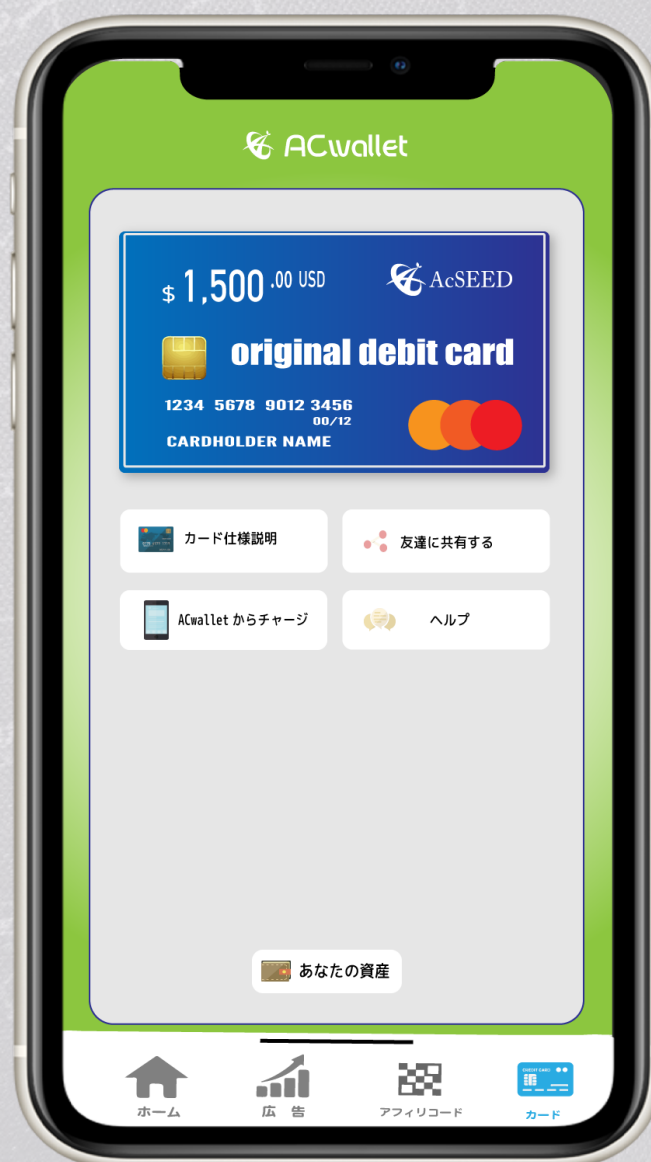 ACwallet
$ 1,500.00 USD
AcSEED
original debit card
1234 5678 9012 3456
00/12
CARDHOLDER NAME
カード仕様説明
友達に共有する
ACwallet からチャージ
ヘルプ
あなたの資産
ホーム
広 告
アフィリコード
CREDIT CARD
カード